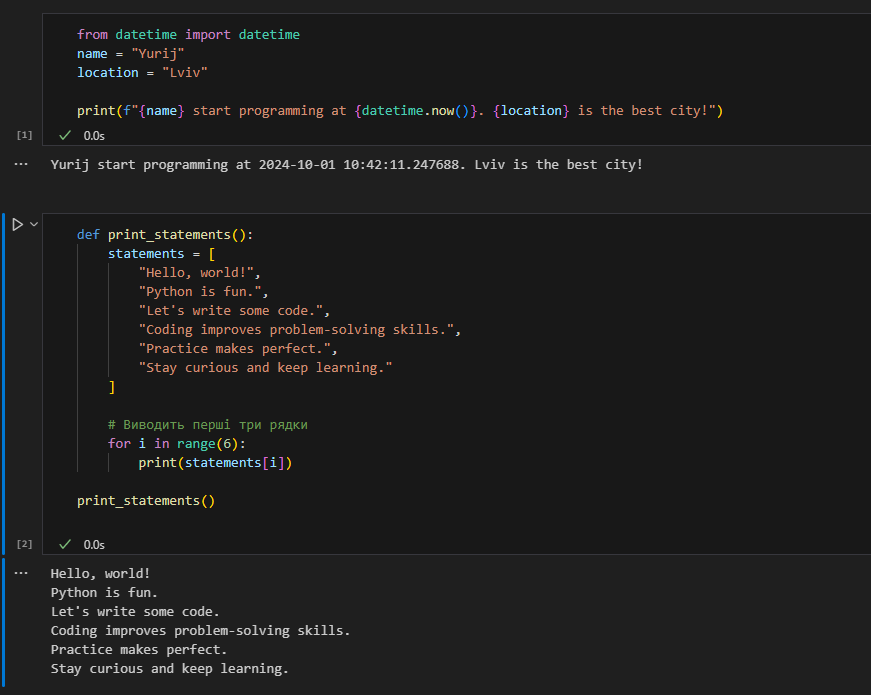 from datetime import datetime
name = "Yurij"
location = "Lviv"
print(f"{name} start programming at {datetime.now()}. {location} is the best city!")
[1]
0.0s
Yurij start programming at 2024-10-01 10:42:11.247688. Lviv is the best city!
def print_statements():
statements = [
"Hello, world!",
"Python is fun.",
"Let's write some code.",
"Coding improves problem-solving skills.",
"Practice makes perfect.",
"Stay curious and keep learning."
]
# Виводить перші три рядки
for i in range(6):
print(statements[i])
print_statements()
[2]
0.0s
Hello, world!
Python is fun.
Let's write some code.
Coding improves problem-solving skills.
Practice makes perfect.
Stay curious and keep learning.